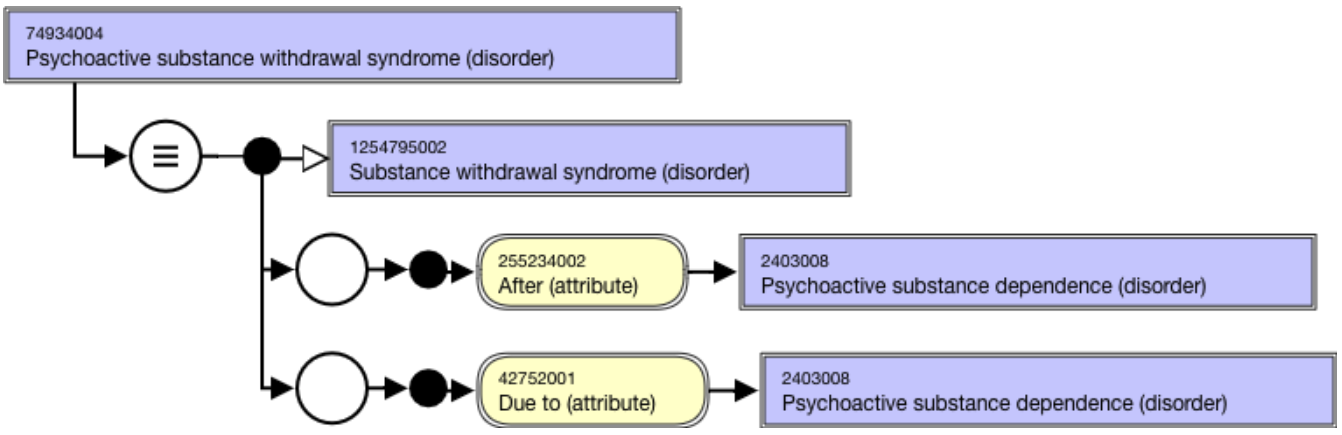 74934004
Psychoactive substance withdrawal syndrome (disorder)
1254795002
Substance withdrawal syndrome (disorder)
255234002
After (attribute)
2403008
Psychoactive substance dependence (disorder)
42752001
Due to (attribute)
2403008
Psychoactive substance dependence (disorder)